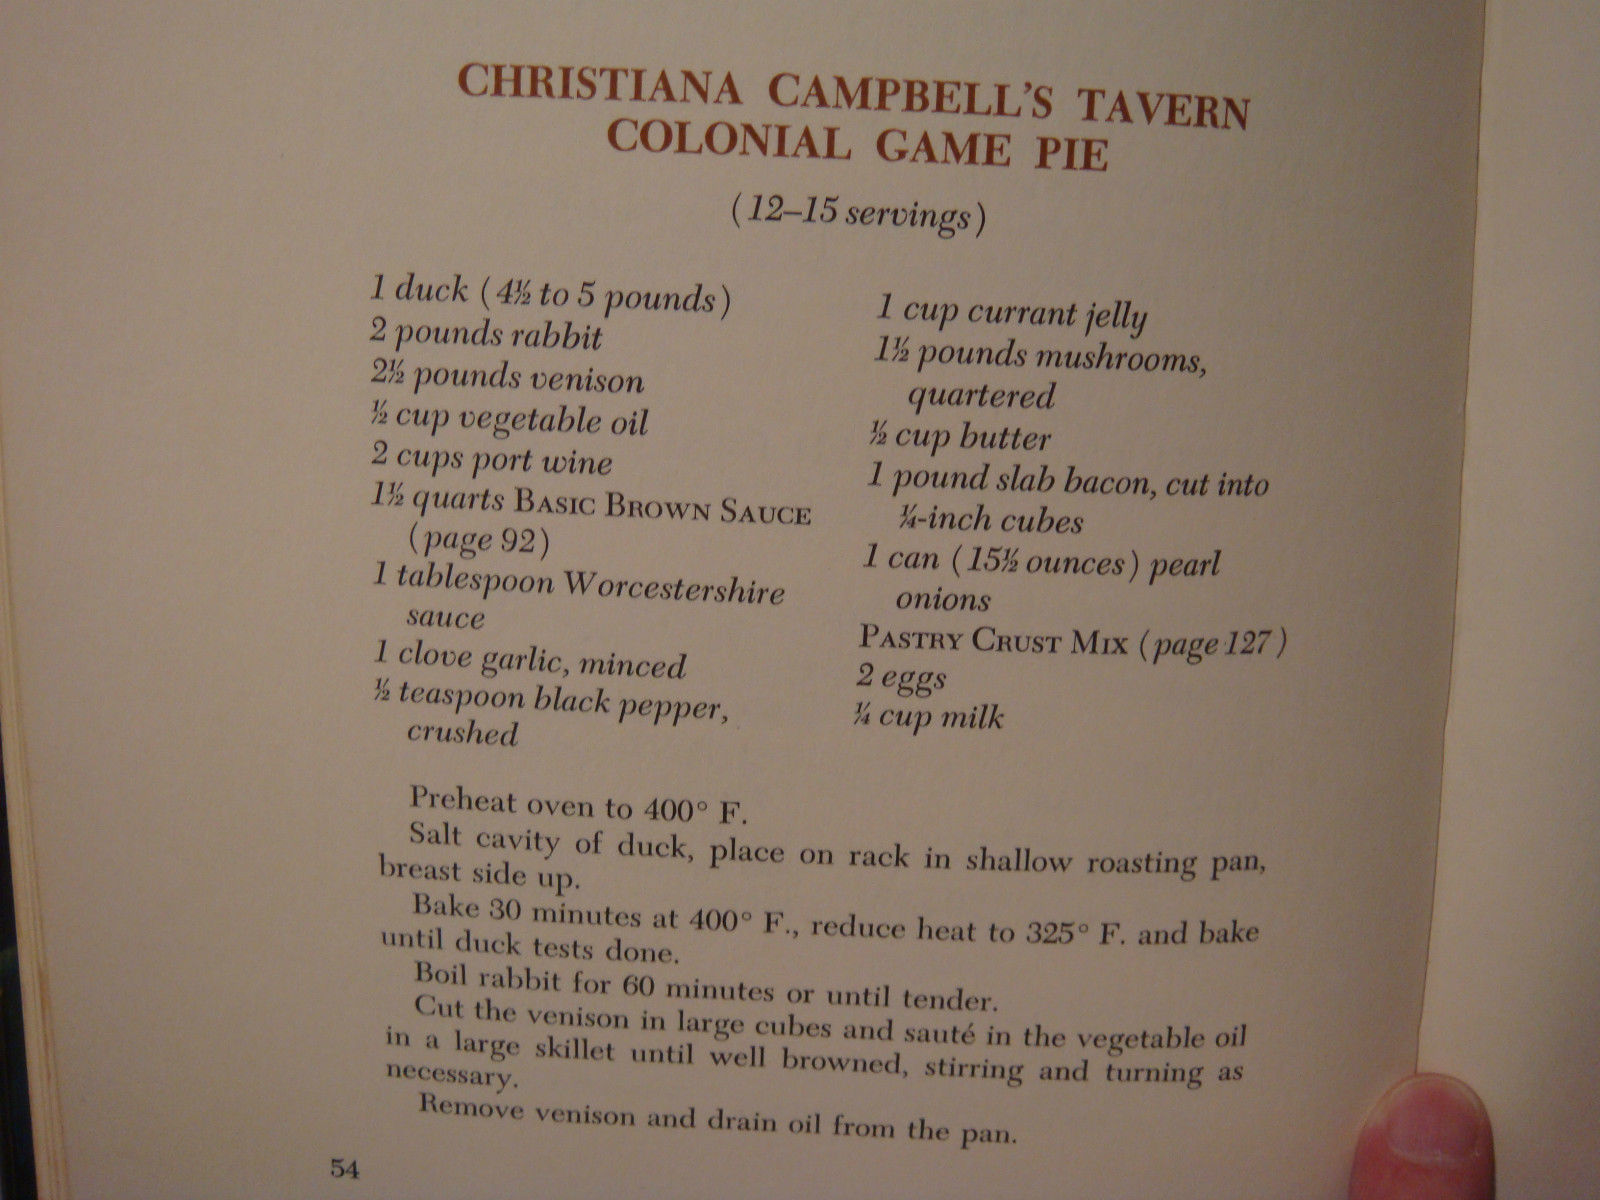 CHRISTIANA CAMPBELL'S TAVERN
COLONIAL GAME PIE
(12–15 servings)
1 duck (4½ to 5 pounds)
2 pounds rabbit
2½ pounds venison
½ cup vegetable oil
2 cups port wine
1½ quarts BASIC BROWN SAUCE
(page 92)
1 tablespoon Worcestershire
sauce
1 clove garlic, minced
½ teaspoon black pepper,
crushed
1 cup currant jelly
1½ pounds mushrooms,
quartered
½ cup butter
1 pound slab bacon, cut into
¼-inch cubes
1 can (15½ ounces) pearl
onions
PASTRY CRUST MIX (page 127)
2 eggs
¼ cup milk
Preheat oven to 400° F.
Salt cavity of duck, place on rack in shallow roasting pan,
breast side up.
Bake 30 minutes at 400° F., reduce heat to 325° F. and bake
until duck tests done.
Boil rabbit for 60 minutes or until tender.
Cut the venison in large cubes and sauté in the vegetable oil
in a large skillet until well browned, stirring and turning as
necessary.
Remove venison and drain oil from the pan.
54